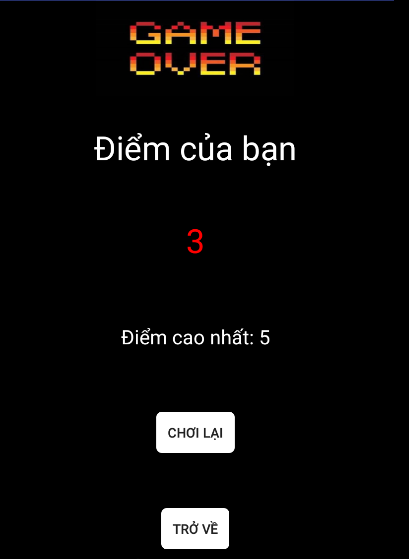 GAME
OVER
Điểm của bạn
3
Điểm cao nhất: 5
CHƠI LẠI
TRỞ VỀ